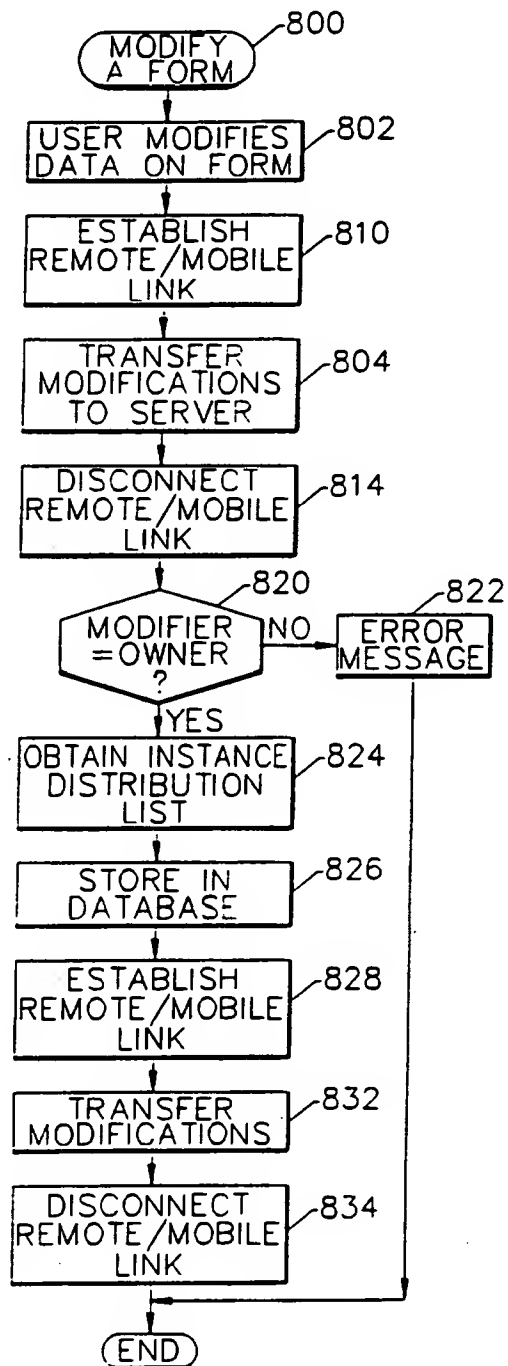 800
MODIFY
A FORM
802
USER MODIFIES
DATA ON FORM
810
ESTABLISH
REMOTE/MOBILE
LINK
804
TRANSFER
MODIFICATIONS
TO SERVER
814
DISCONNECT
REMOTE/MOBILE
LINK
820
MODIFIER
=OWNER
?
NO
822
ERROR
MESSAGE
YES
824
OBTAIN INSTANCE
DISTRIBUTION
LIST
826
STORE IN
DATABASE
828
ESTABLISH
REMOTE/MOBILE
LINK
832
TRANSFER
MODIFICATIONS
834
DISCONNECT
REMOTE/MOBILE
LINK
END